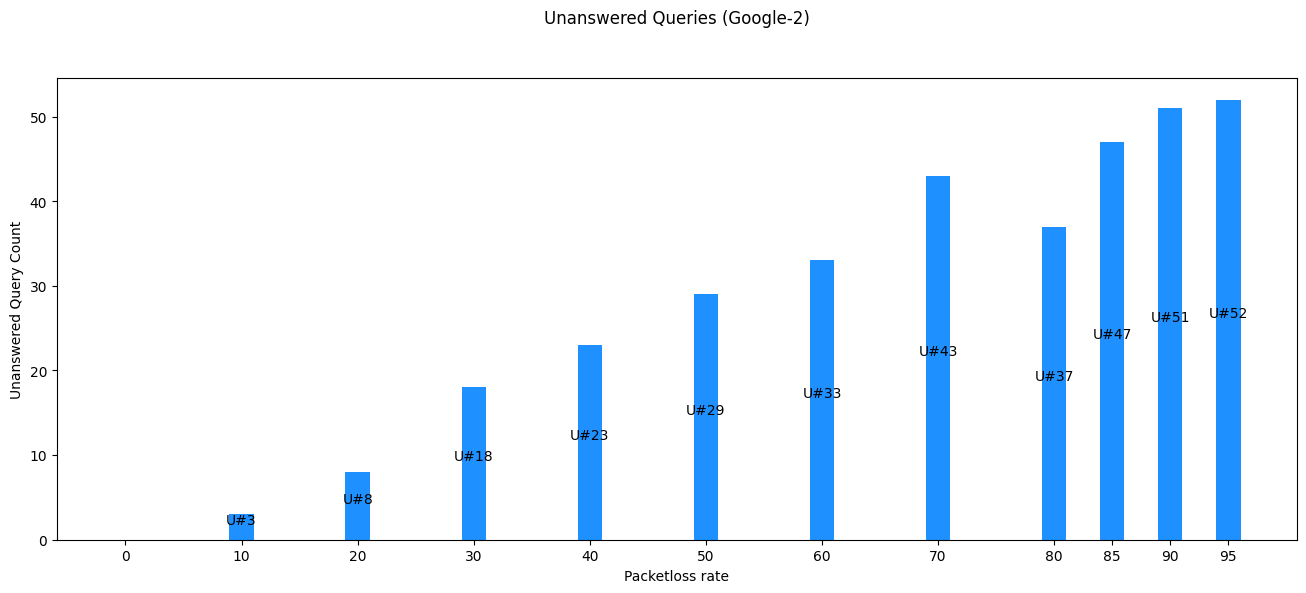 Unanswered Queries (Google-2)
Unanswered Query Count
50
40
30
20
10
0
U#3
U#8
U#18
U#23
U#29
U#33
U#43
U#37
U#47
U#51
U#52
0 10 20 30 40 50 60 70 80 85 90 95
Packetloss rate